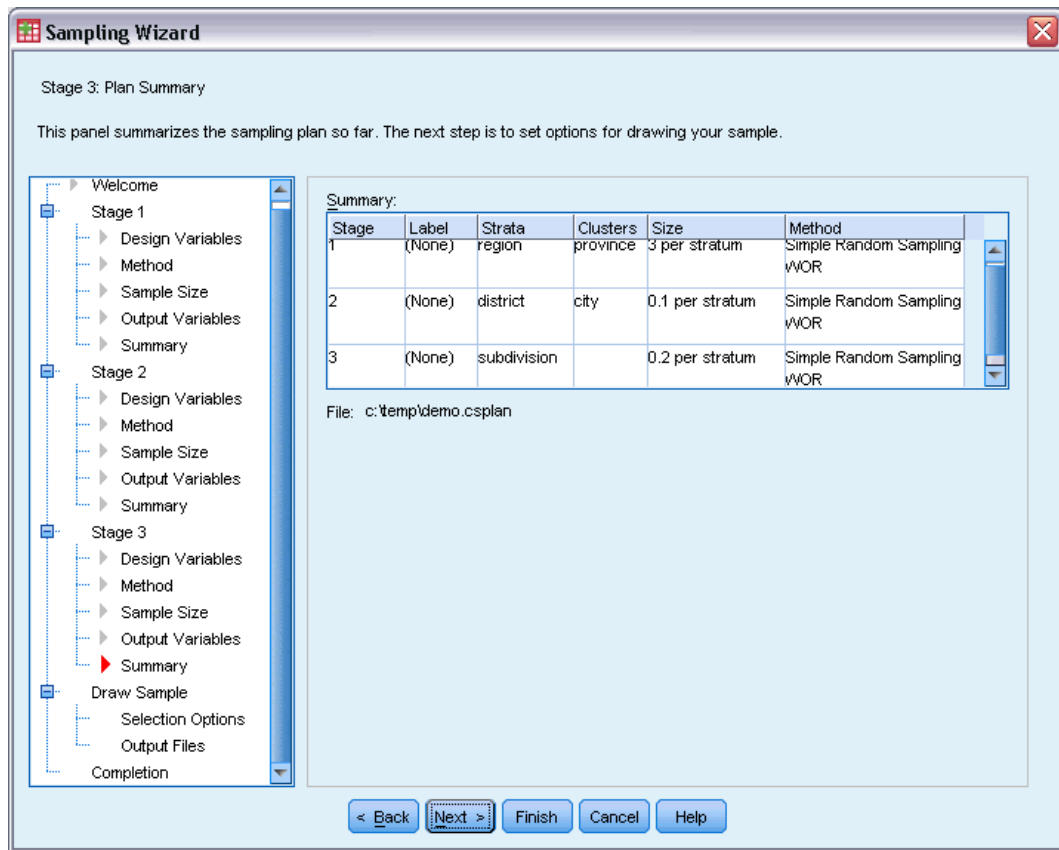 Sampling Wizard
Stage 3: Plan Summary
This panel summarizes the sampling plan so far. The next step is to set options for drawing your sample.
Welcome
Stage 1
Design Variables
Method
Sample Size
Output Variables
Summary
Stage 2
Design Variables
Method
Sample Size
Output Variables
Summary
Stage 3
Design Variables
Method
Sample Size
Output Variables
Summary
Draw Sample
Selection Options
Output Files
Completion
Summary:
Stage Label Strata Clusters Size Method
1 (None) region province 3 per stratum Simple Random Sampling
WOR
2 (None) district city 0.1 per stratum Simple Random Sampling
WOR
3 (None) subdivision 0.2 per stratum Simple Random Sampling
WOR
File: c:\temp\demo.csplan
< Back Next > Finish Cancel Help